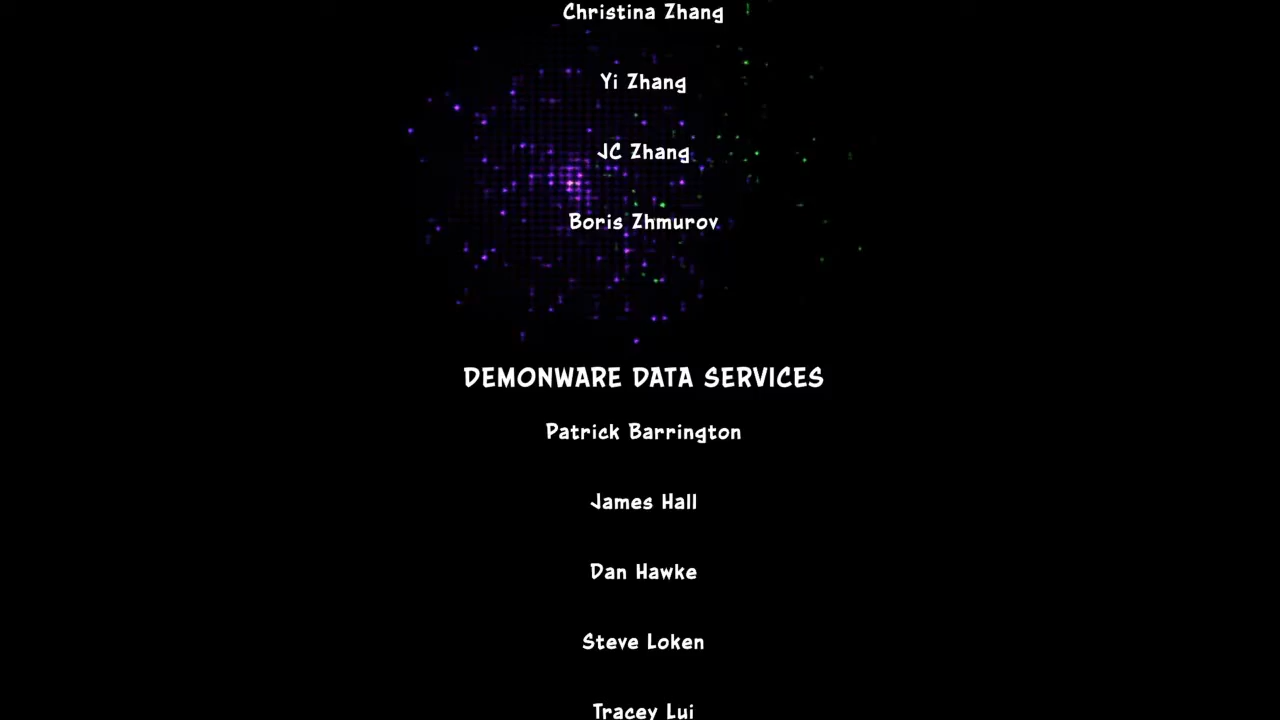 Christina Zhang
Yi Zhang
JC Zhang
Boris Zhmurov
DEMONWARE DATA SERVICES
Patrick Barrington
James Hall
Dan Hawke
Steve Loken
Tracey Lui